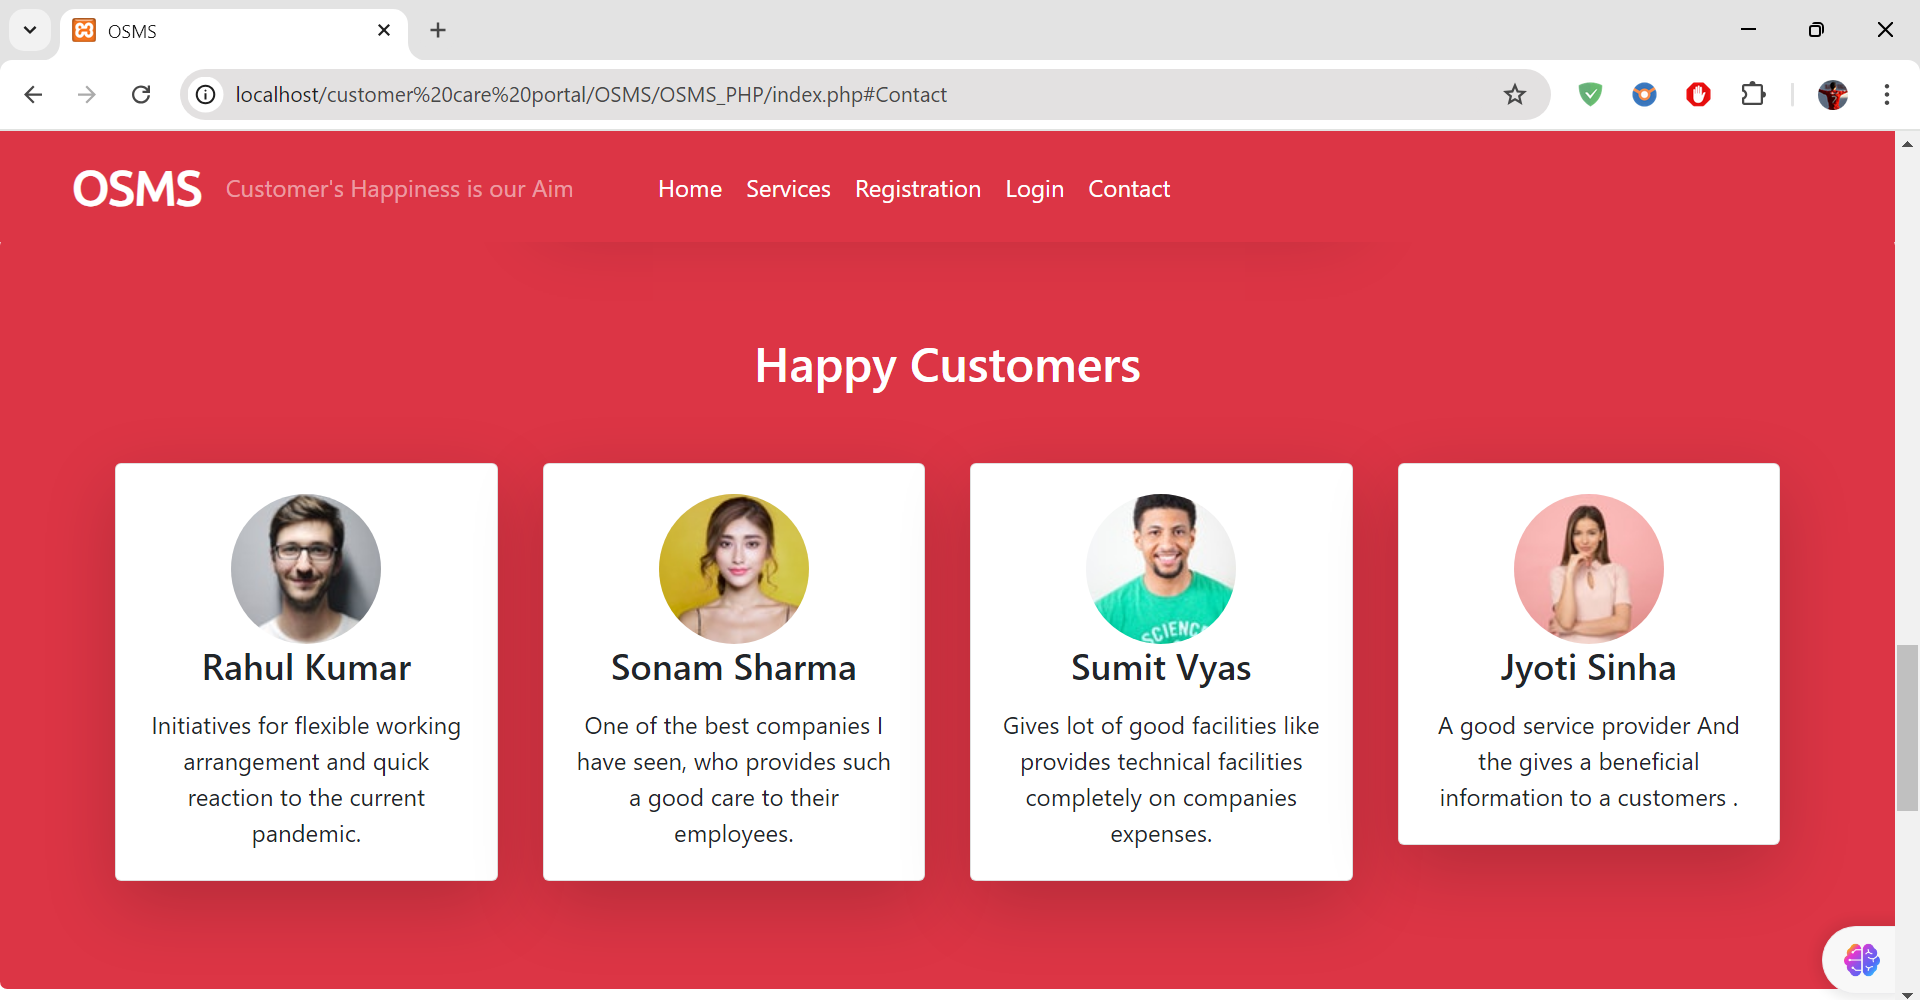 OSMS
localhost/customer%20care%20portal/OSMS/OSMS_PHP/index.php#Contact
OSMS Customer's Happiness is our Aim Home Services Registration Login Contact
Happy Customers
SCIENC
Rahul Kumar
Initiatives for flexible working
arrangement and quick
reaction to the current
pandemic.
Sonam Sharma
One of the best companies I
have seen, who provides such
a good care to their
employees.
Sumit Vyas
Gives lot of good facilities like
provides technical facilities
completely on companies
expenses.
Jyoti Sinha
A good service provider And
the gives a beneficial
information to a customers .